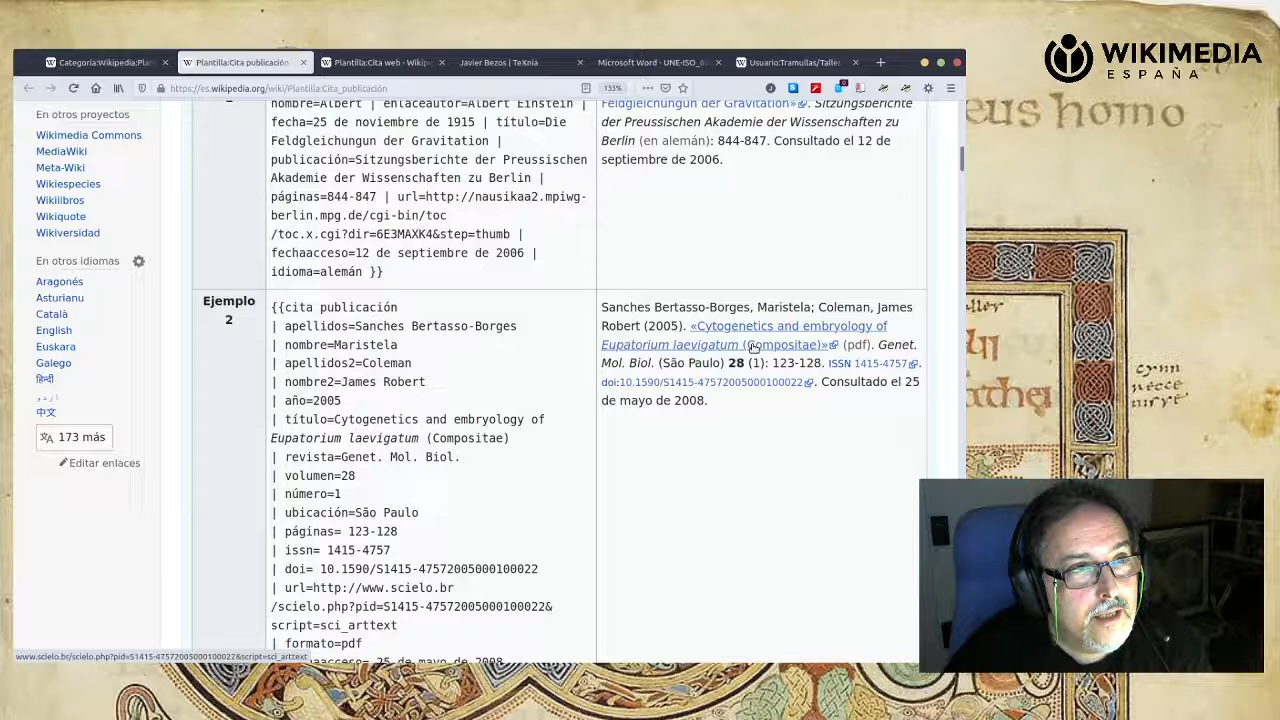 WIKIMEDIA
ESPAÑA
Categoría:Wikipedia:Plan
Plantilla:Cita publicación
Plantilla:Cita web - Wikipe
Javier Bezos | TeXnia
Microsoft Word - UNE-ISO_6
Usuario:Tramullas/Taller
https://es.wikipedia.org/wiki/Plantilla:Cita_publicación
133%
En otros proyectos
Wikimedia Commons
MediaWiki
Meta-Wiki
Wikiespecies
Wikilibros
Wikiquote
Wikiversidad
En otros idiomas
Aragonés
Asturianu
Català
English
Euskara
Galego
हिन्दी
اردو
中文
173 más
Editar enlaces
nombre=Albert | enlaceautor=Albert Einstein |
fecha=25 de noviembre de 1915 | título=Die
Feldgleichungun der Gravitation |
publicación=Sitzungsberichte der Preussischen
Akademie der Wissenschaften zu Berlin |
páginas=844-847 | url=http://nausikaa2.mpiwg-
berlin.mpg.de/cgi-bin/toc
/toc.x.cgi?dir=6E3MAXK4&step=thumb |
fechaacceso=12 de septiembre de 2006 |
idioma=alemán }}
Feldgleichungun der Gravitation». Sitzungsberichte
der Preussischen Akademie der Wissenschaften zu
Berlin (en alemán): 844-847. Consultado el 12 de
septiembre de 2006.
Ejemplo
2
{{cita publicación
| apellidos=Sanches Bertasso-Borges
| nombre=Maristela
| apellidos2=Coleman
| nombre2=James Robert
| año=2005
| título=Cytogenetics and embryology of
Eupatorium laevigatum (Compositae)
| revista=Genet. Mol. Biol.
| volumen=28
| número=1
| ubicación=São Paulo
| páginas= 123-128
| issn= 1415-4757
| doi= 10.1590/S1415-47572005000100022
| url=http://www.scielo.br
/scielo.php?pid=S1415-47572005000100022&
script=sci_arttext
| formato=pdf
25 de mayo de 2008
Sanches Bertasso-Borges, Maristela; Coleman, James
Robert (2005). «Cytogenetics and embryology of
Eupatorium laevigatum (Compositae)» (pdf). Genet.
Mol. Biol. (São Paulo) 28 (1): 123-128. ISSN 1415-4757.
doi:10.1590/S1415-47572005000100022. Consultado el 25
de mayo de 2008.
www.scielo.br/scielo.php?pid=S1415-47572005000100022&script=sci_arttext
eus homo